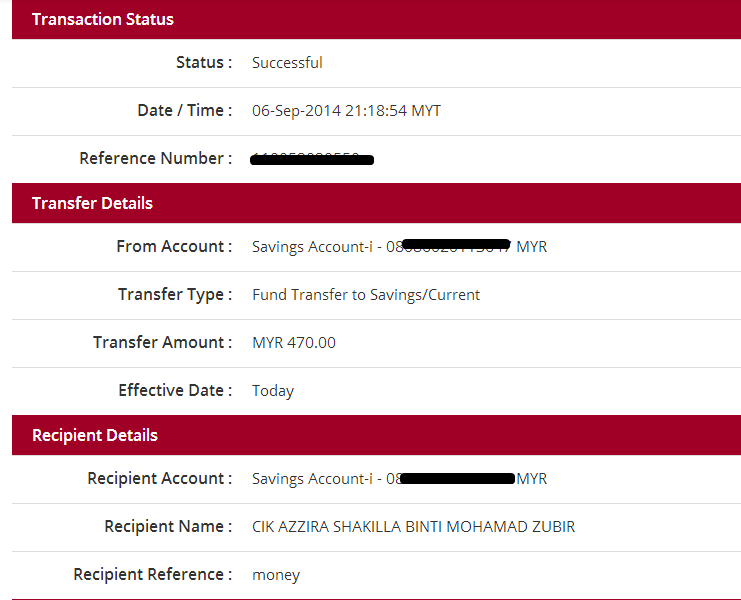 Transaction Status
Status : Successful
Date / Time : 06-Sep-2014 21:18:54 MYT
Reference Number :
Transfer Details
From Account : Savings Account-i - 08 MYR
Transfer Type : Fund Transfer to Savings/Current
Transfer Amount : MYR 470.00
Effective Date : Today
Recipient Details
Recipient Account : Savings Account-i - 08 MYR
Recipient Name : CIK AZZIRA SHAKILLA BINTI MOHAMAD ZUBIR
Recipient Reference : money